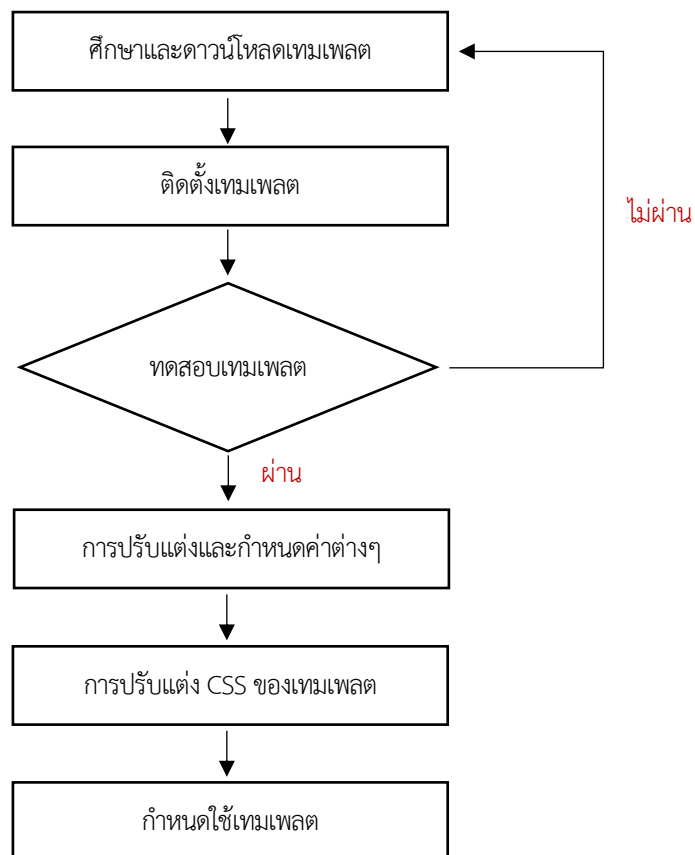 ศึกษาและดาวน์โหลดเทมเพลต
ติดตั้งเทมเพลต
ไม่ผ่าน
ทดสอบเทมเพลต
ผ่าน
การปรับแต่งและกำหนดค่าต่างๆ
การปรับแต่ง CSS ของเทมเพลต
กำหนดใช้เทมเพลต